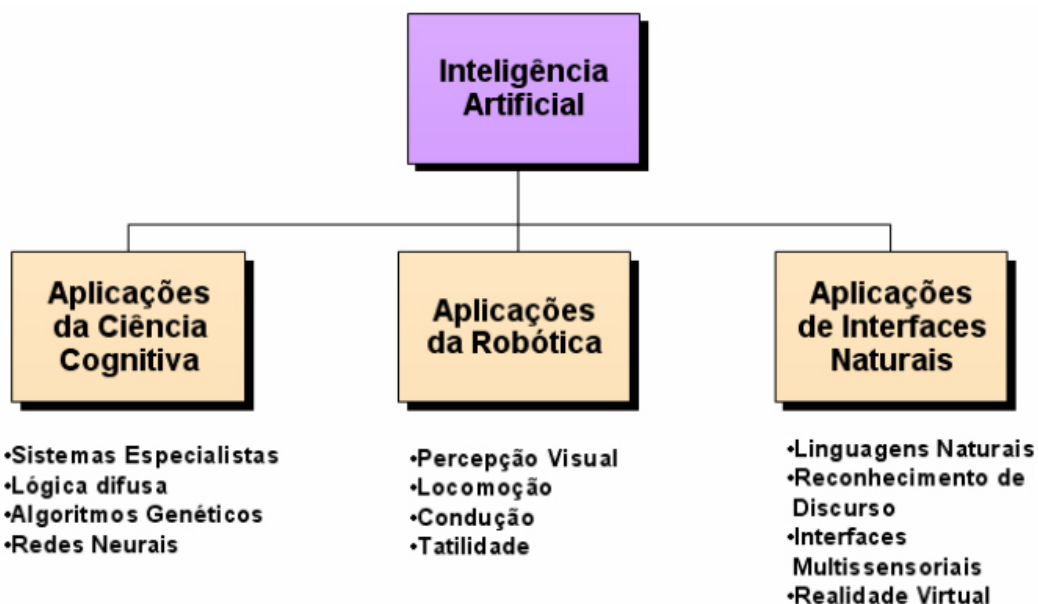 Inteligência
Artificial
Aplicações
da Ciência
Cognitiva
•Sistemas Especialistas
•Lógica difusa
•Algoritmos Genéticos
•Redes Neurais
Aplicações
da Robótica
•Percepção Visual
•Locomoção
•Condução
•Tatilidade
Aplicações
de Interfaces
Naturais
•Linguagens Naturais
•Reconhecimento de
Discurso
•Interfaces
Multissensoriais
•Realidade Virtual